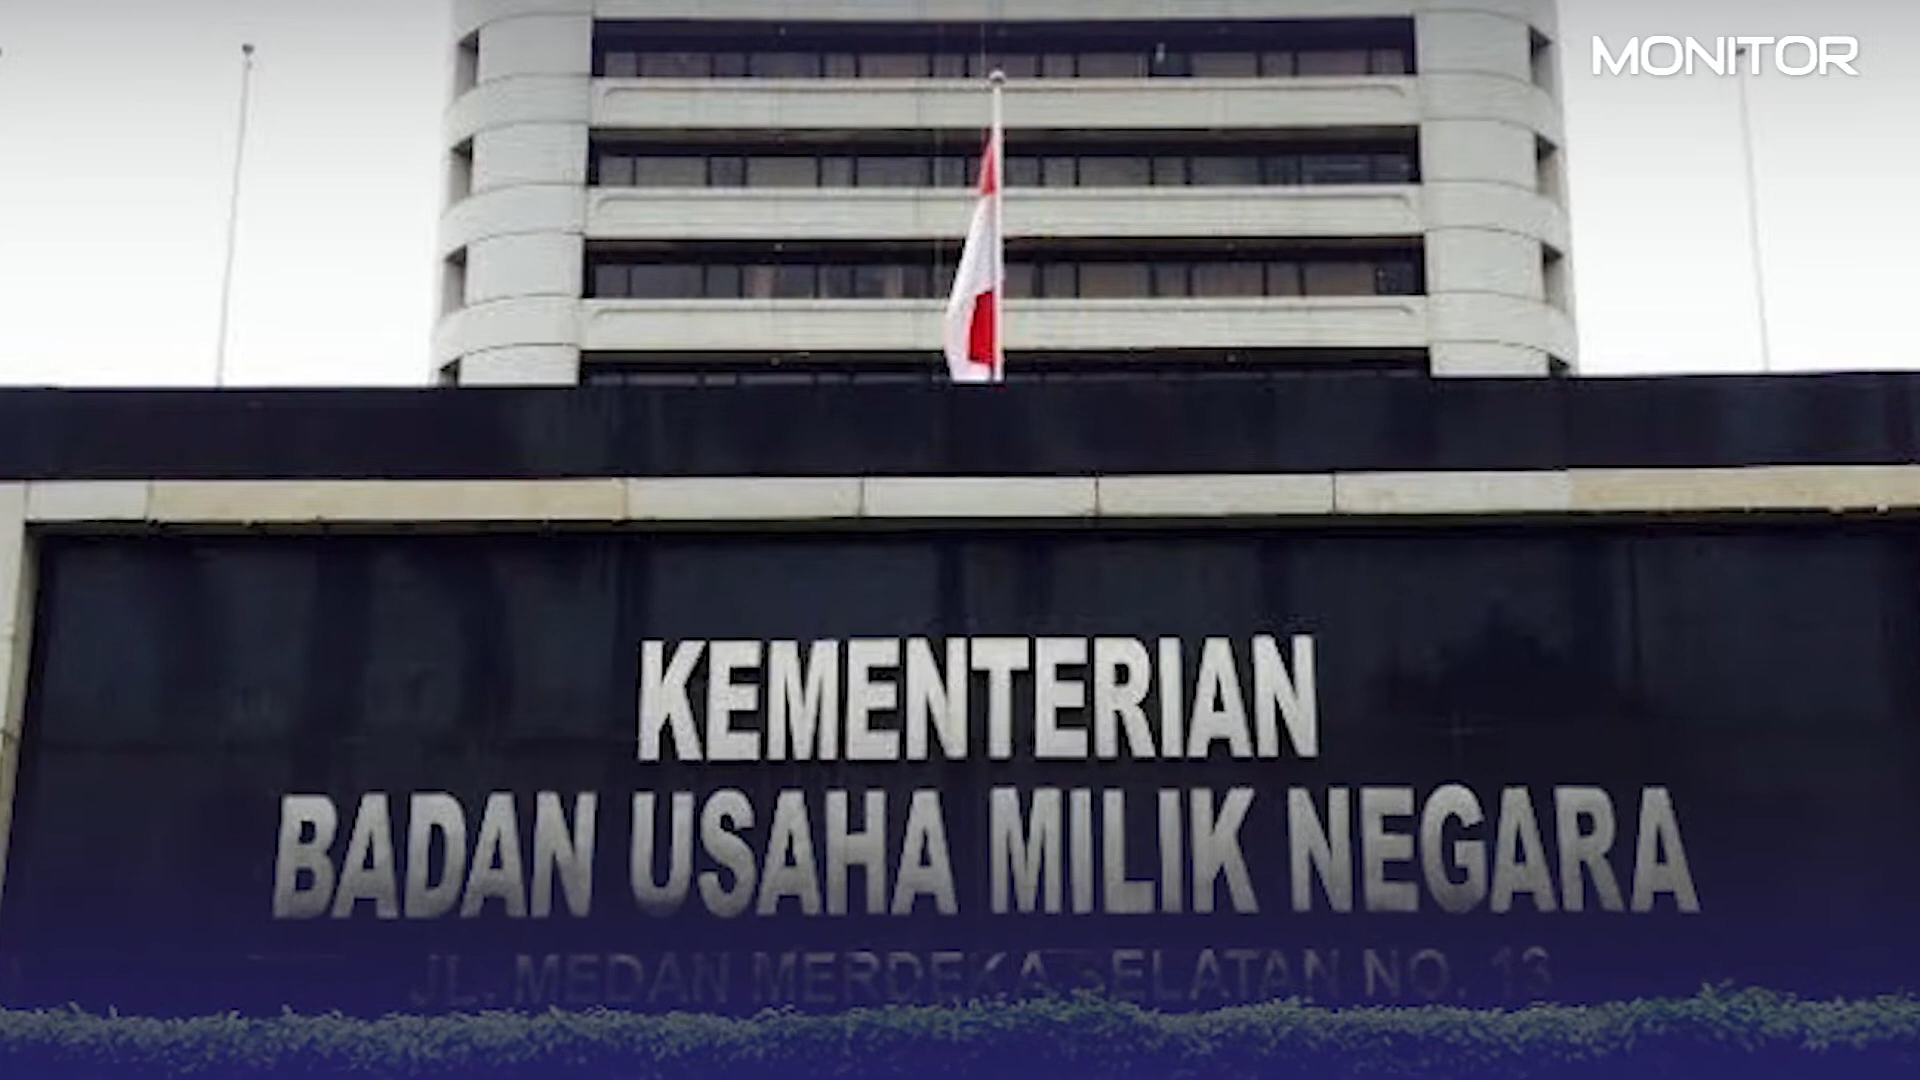 MONITOR
KEMENTERIAN
BADAN USAHA MILIK NEGARA
JL. MEDAN MERDEKA SELATAN NO. 13